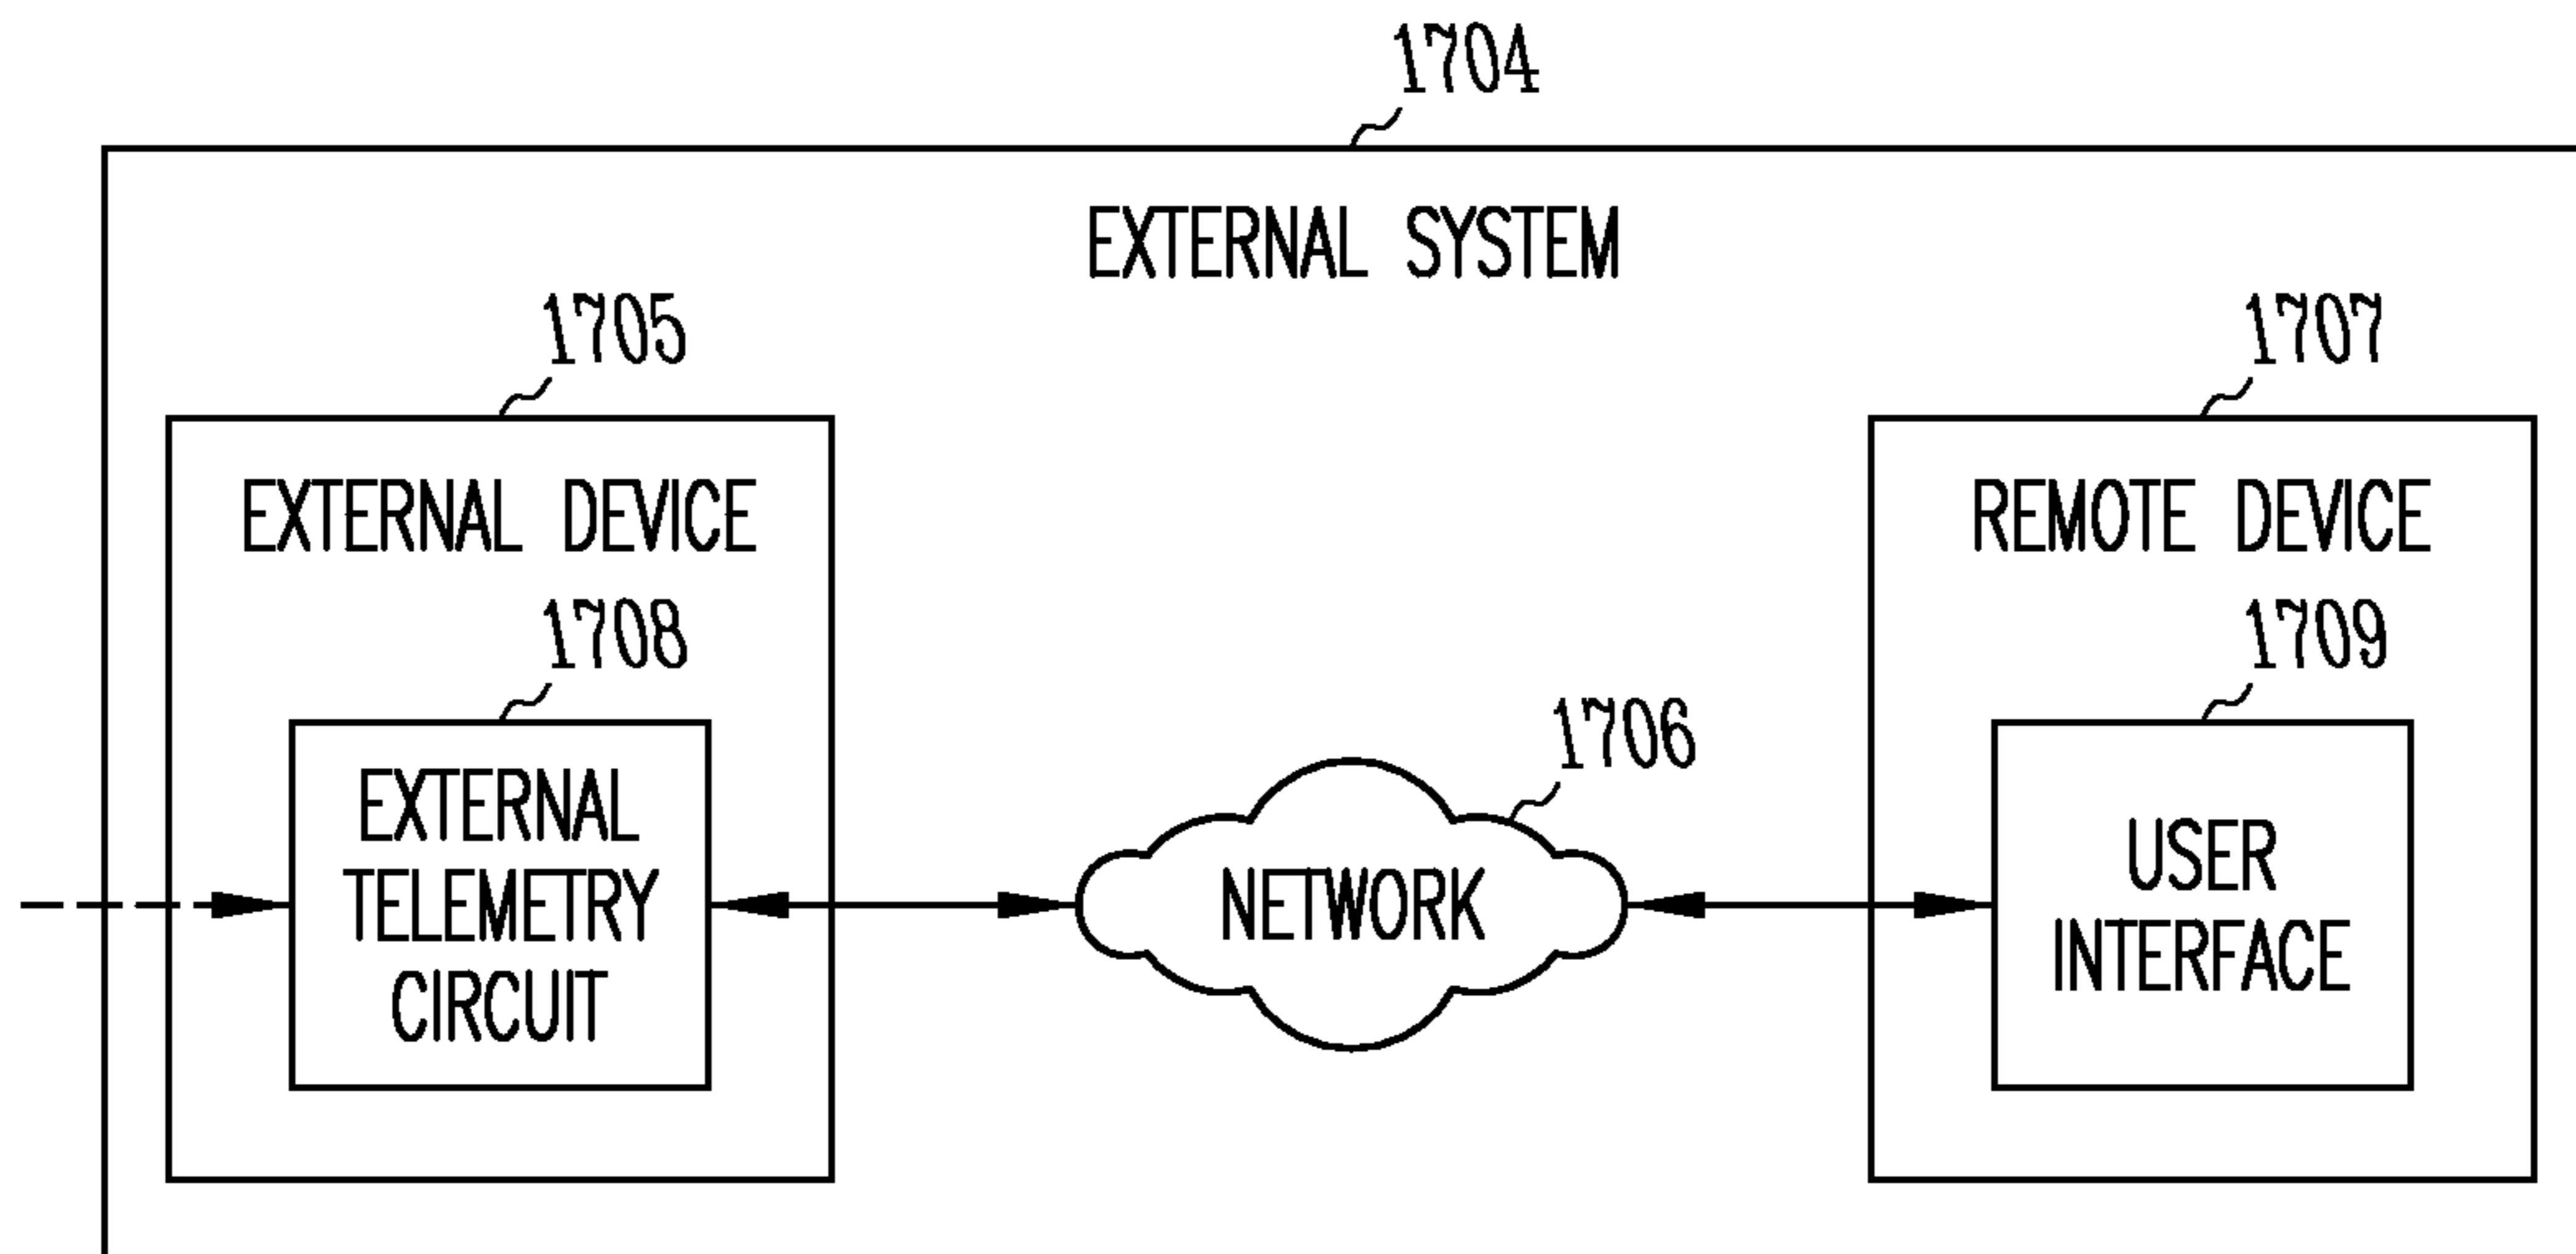 1704
EXTERNAL SYSTEM
1705
1707
EXTERNAL DEVICE
REMOTE DEVICE
1708
1709
EXTERNAL
TELEMETRY
CIRCUIT
1706
NETWORK
USER
INTERFACE